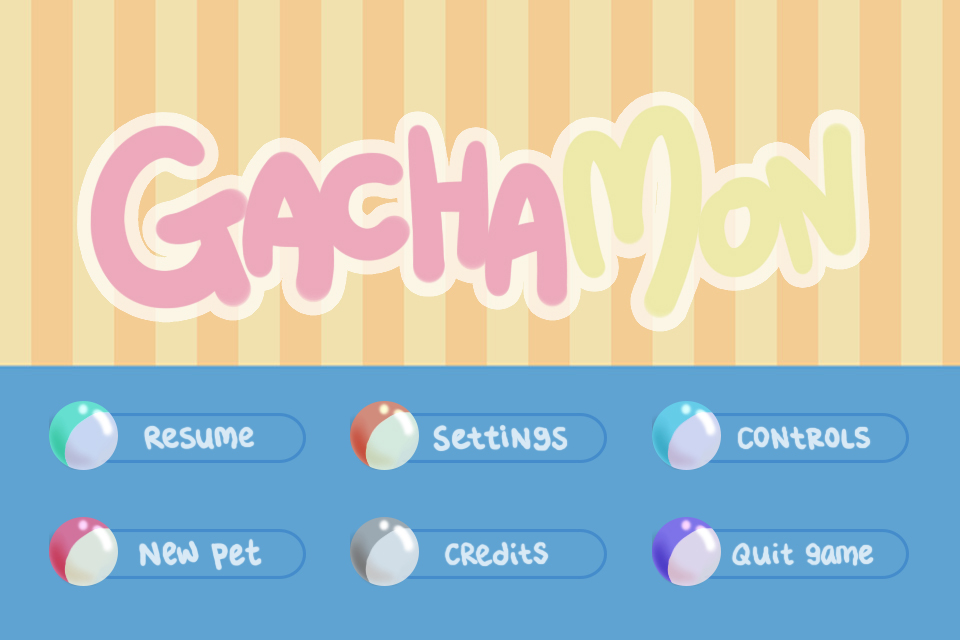 GACHAMON
Resume
Settings
CONtROLS
New Pet
CRedits
Quit game